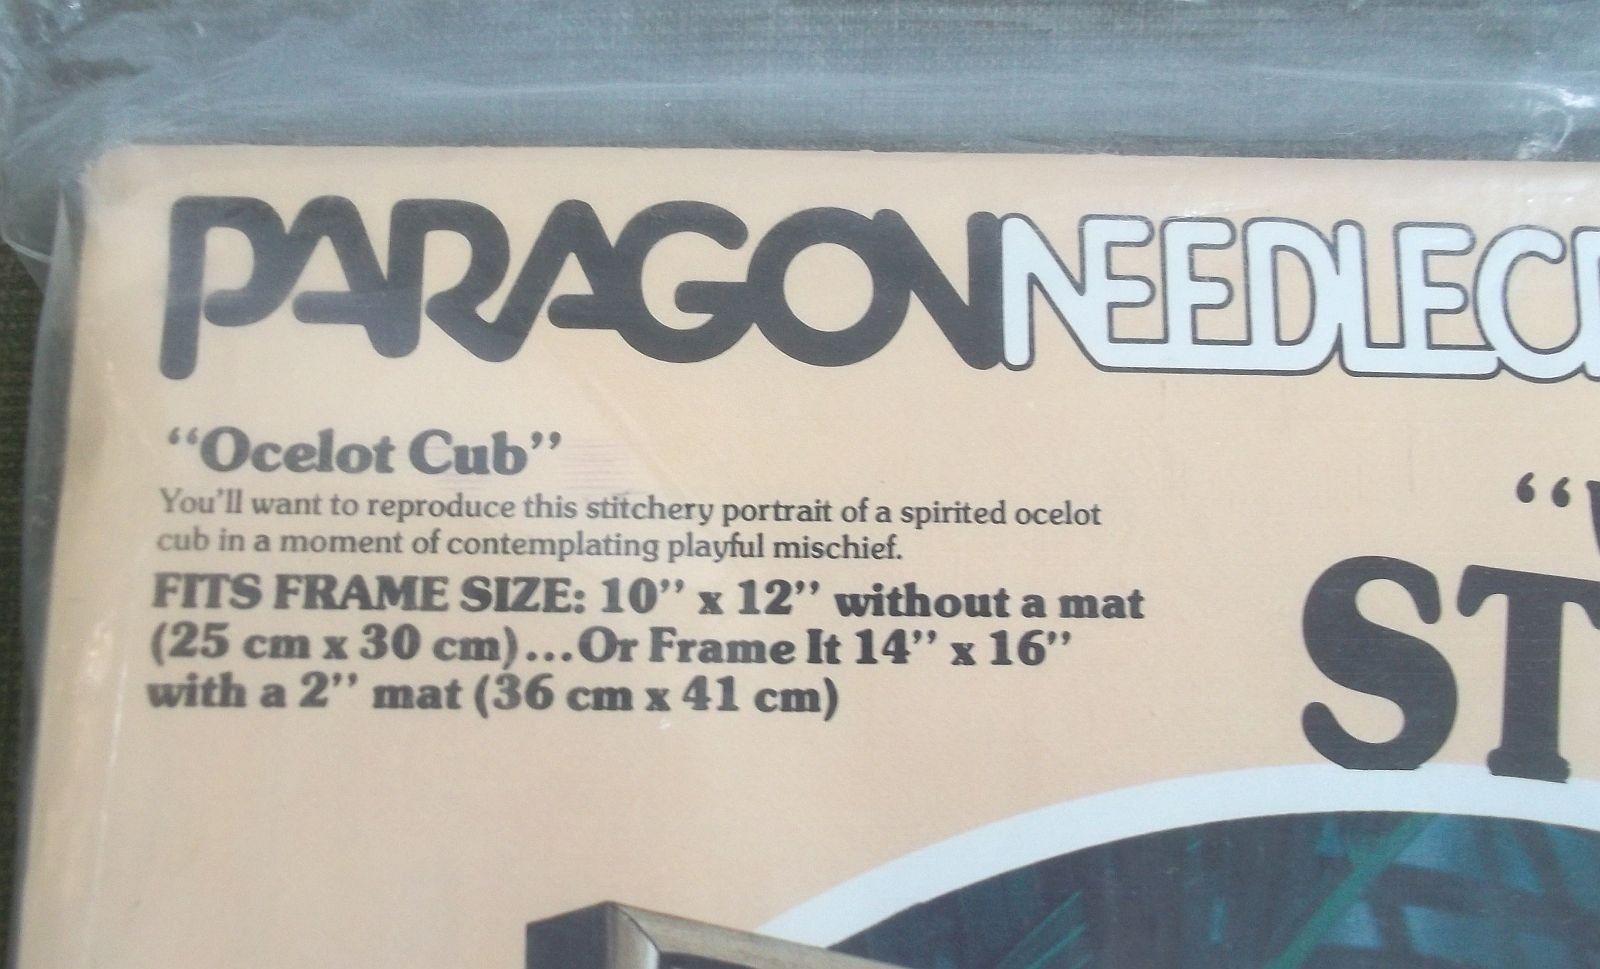 PARAGON NEEDLEC
"Ocelot Cub"
You'll want to reproduce this stitchery portrait of a spirited ocelot
cub in a moment of contemplating playful mischief.
FITS FRAME SIZE: 10" x 12" without a mat
(25 cm x 30 cm)...Or Frame It 14" x 16"
with a 2" mat (36 cm x 41 cm)
ST